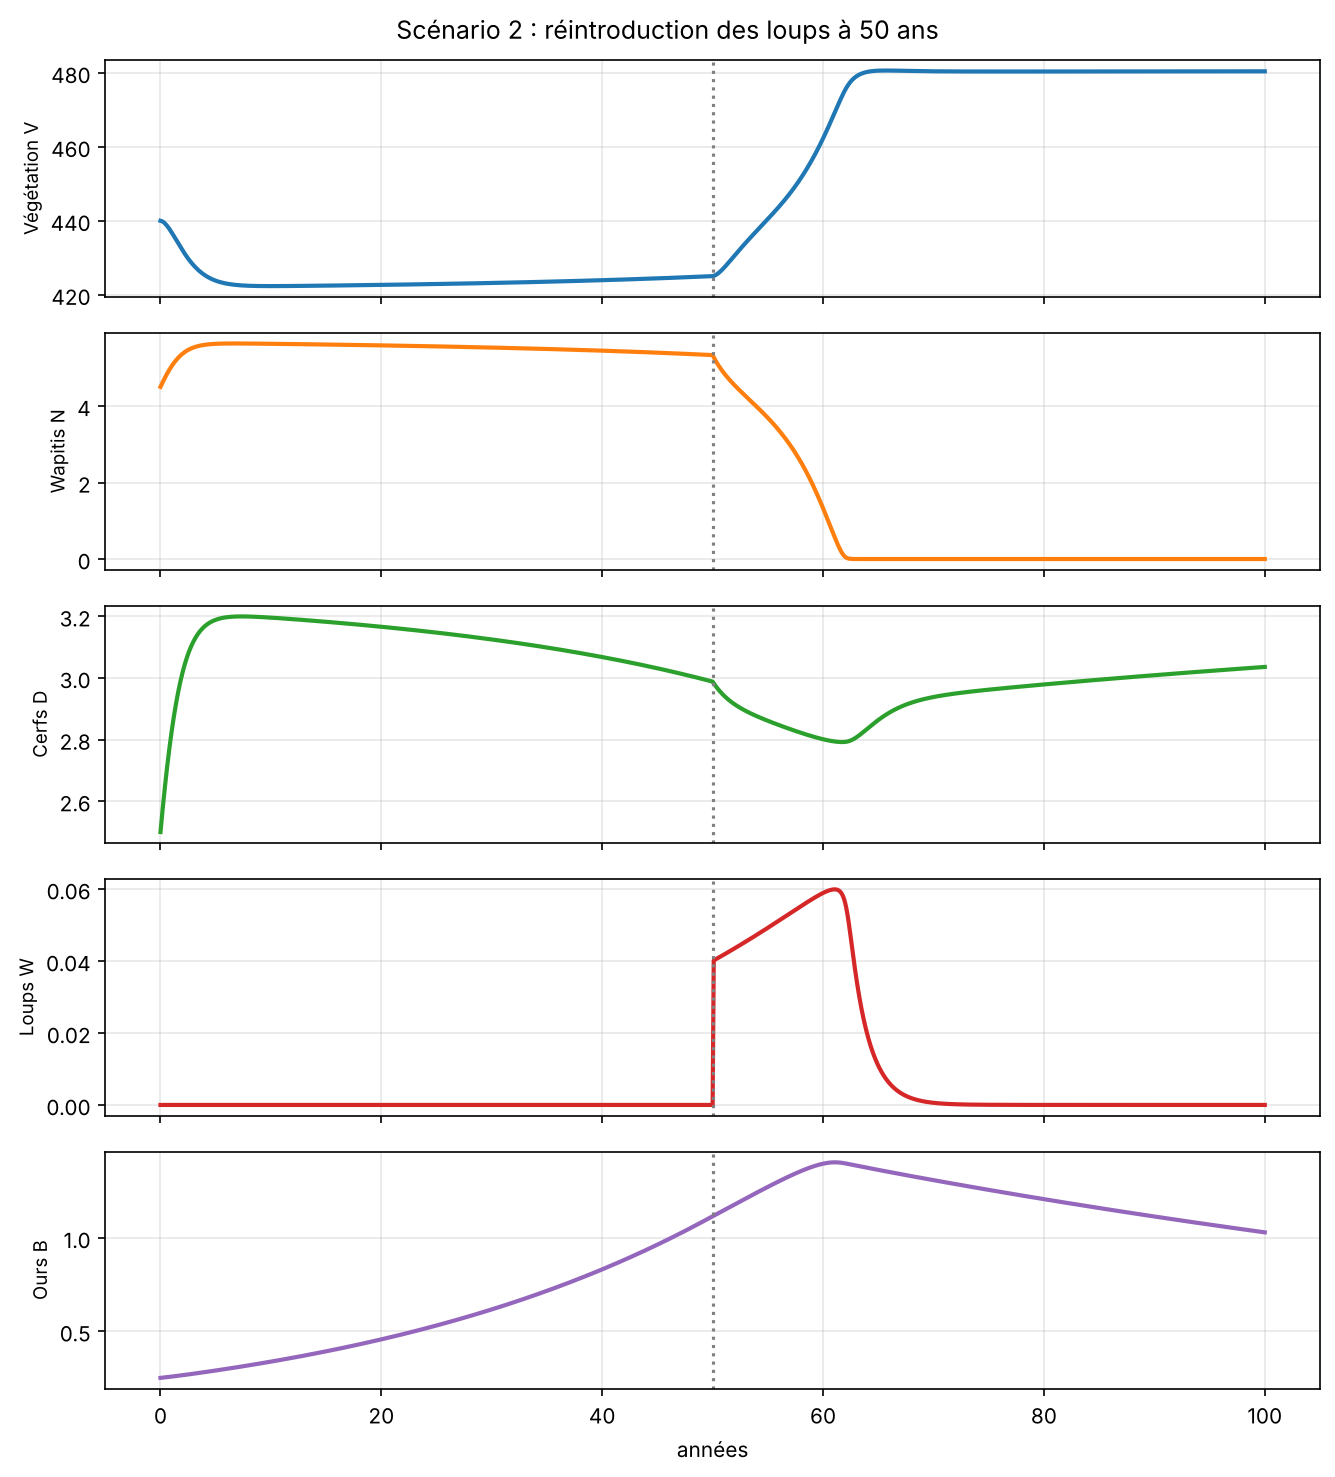 Scénario 2 : réintroduction des loups à 50 ans
Végétation V
480
460
440
420
Wapitis N
4
2
0
Cerfs D
3.2
3.0
2.8
2.6
Loups W
0.06
0.04
0.02
0.00
Ours B
1.0
0.5
0 20 40 60 80 100
années